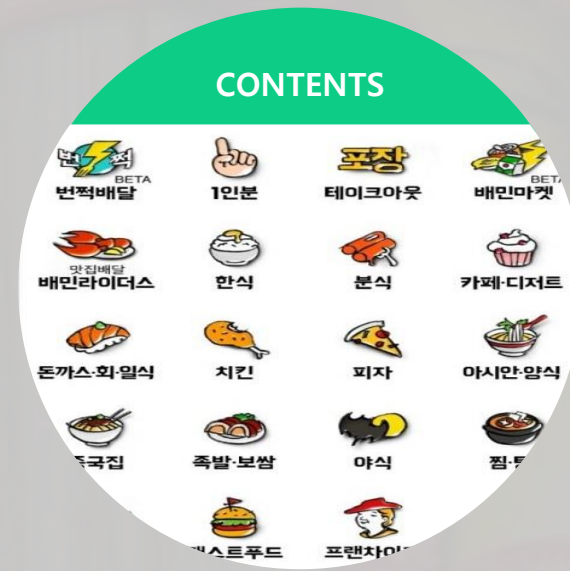 CONTENTS
번쩍
포장
BETA
번쩍배달
1인분
테이크아웃
배민마켓
맛집배달
배민라이더스
한식
분식
카페·디저트
돈까스·회·일식
치킨
피자
아시안·양식
족발·보쌈
야식